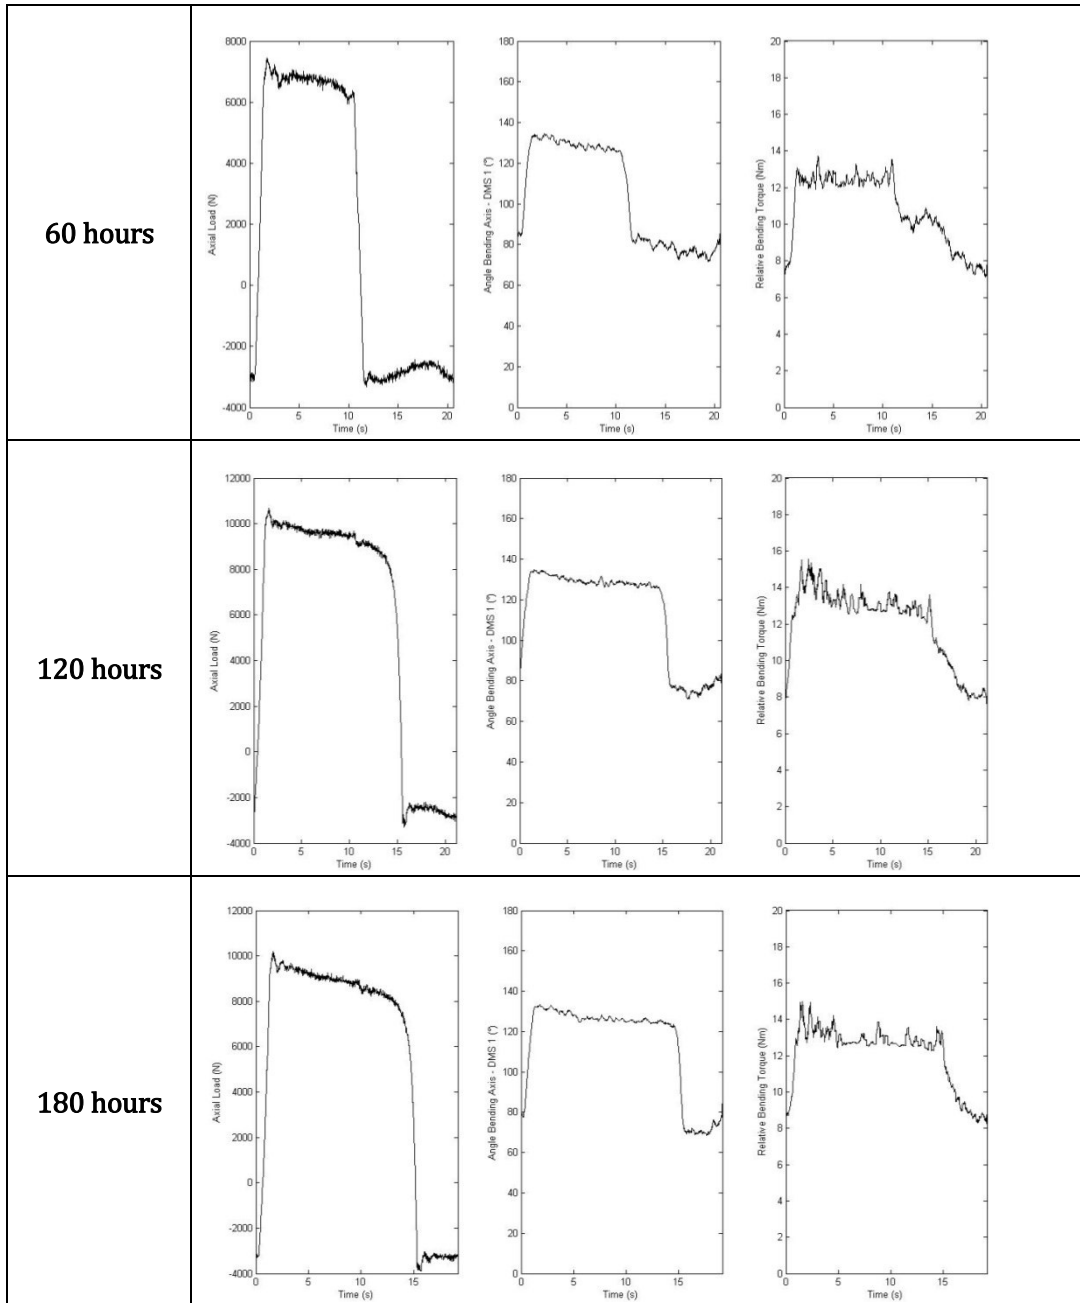 60 hours
8000
6000
4000
2000
0
-2000
-4000
0 5 10 15 20
Time (s)
Axial Load (N)
180
160
140
120
100
80
60
40
20
0
0 5 10 15 20
Time (s)
Angle Bending Axis - DMS 1 (º)
20
18
16
14
12
10
8
6
4
2
0
0 5 10 15 20
Time (s)
Relative Bending Torque (Nm)
120 hours
12000
10000
8000
6000
4000
2000
0
-2000
-4000
0 5 10 15 20
Time (s)
Axial Load (N)
180
160
140
120
100
80
60
40
20
0
0 5 10 15 20
Time (s)
Angle Bending Axis - DMS 1 (º)
20
18
16
14
12
10
8
6
4
2
0
0 5 10 15 20
Time (s)
Relative Bending Torque (Nm)
180 hours
12000
10000
8000
6000
4000
2000
0
-2000
-4000
0 5 10 15
Time (s)
Axial Load (N)
180
160
140
120
100
80
60
40
20
0
0 5 10 15
Time (s)
Angle Bending Axis - DMS 1 (º)
20
18
16
14
12
10
8
6
4
2
0
0 5 10 15
Time (s)
Relative Bending Torque (Nm)